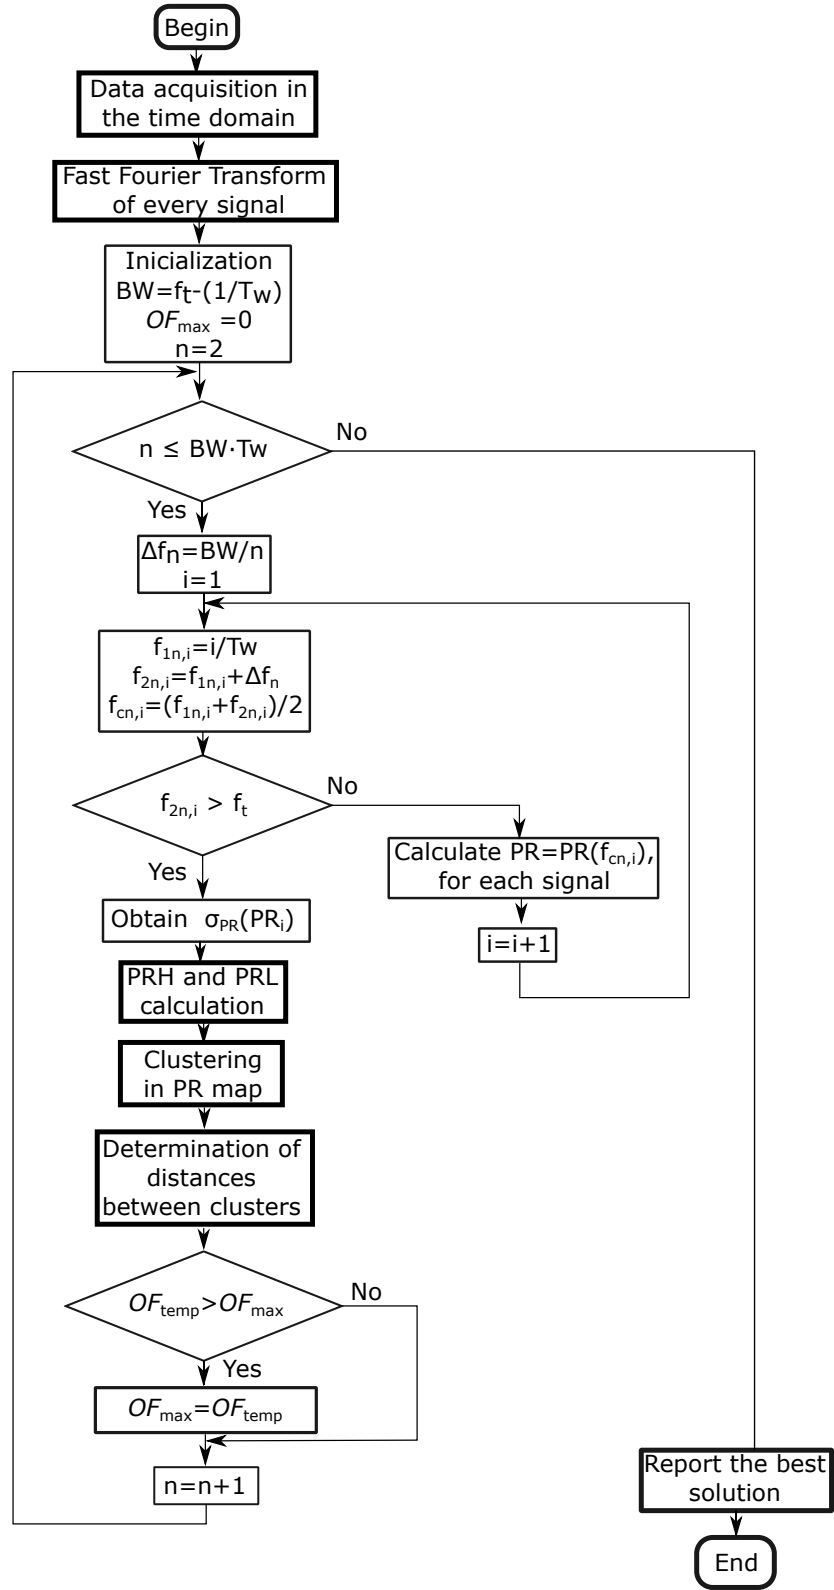 Begin
Data acquisition in
the time domain
Fast Fourier Transform
of every signal
Inicialization
BW=ft-(1/Tw)
OFmax =0
n=2
n ≤ BW·Tw
No
Yes
Δfn=BW/n
i=1
f1n,i=i/Tw
f2n,i=f1n,i+Δfn
fcn,i=(f1n,i+f2n,i)/2
f2n,i > ft
No
Yes
Calculate PR=PR(fcn,i),
for each signal
i=i+1
Obtain σPR(PRi)
PRH and PRL
calculation
Clustering
in PR map
Determination of
distances
between clusters
OFtemp>OFmax
No
Yes
OFmax=OFtemp
n=n+1
Report the best
solution
End